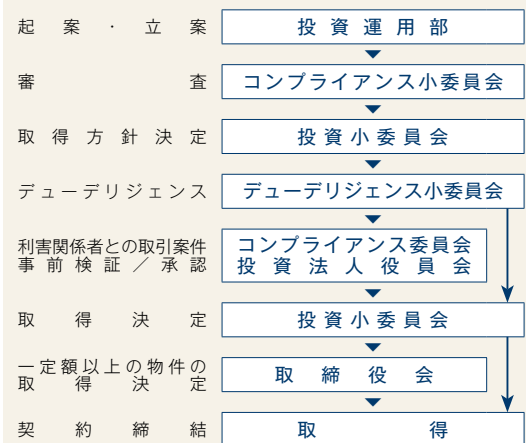 起案・立案 投資運用部
審査 コンプライアンス小委員会
取得方針決定 投資小委員会
デューデリジェンス デューデリジェンス小委員会
利害関係者との取引案件 コンプライアンス委員会
事前検証／承認 投資法人役員会
取得決定 投資小委員会
一定額以上の物件の
取得決定 取締役会
契約締結 取得